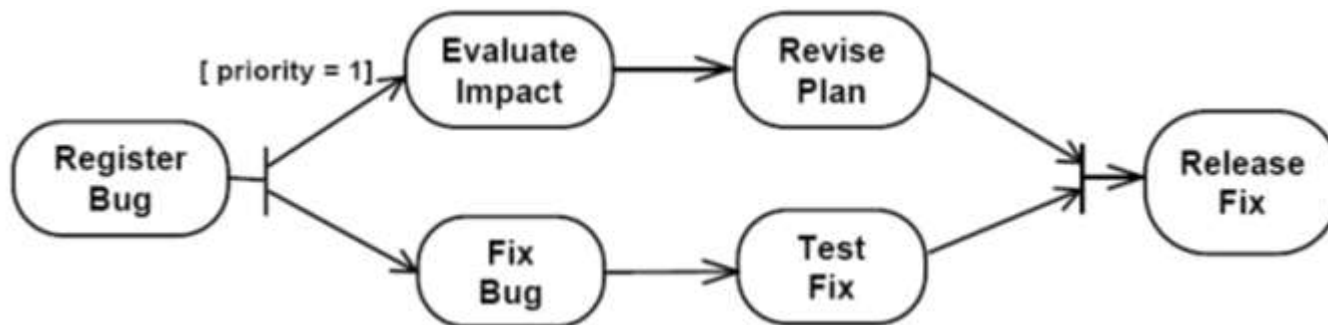 [ priority = 1]
Evaluate
Impact
Revise
Plan
Register
Bug
Release
Fix
Fix
Bug
Test
Fix